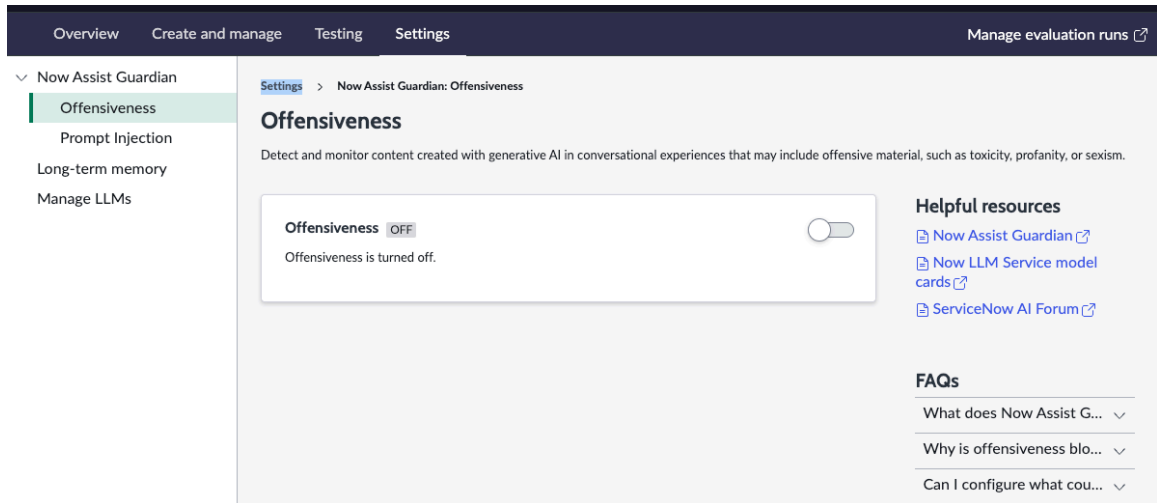 Overview Create and manage Testing Settings Manage evaluation runs
Now Assist Guardian
Offensiveness
Prompt Injection
Long-term memory
Manage LLMs
Settings > Now Assist Guardian: Offensiveness
Offensiveness
Detect and monitor content created with generative AI in conversational experiences that may include offensive material, such as toxicity, profanity, or sexism.
Offensiveness OFF
Offensiveness is turned off.
Helpful resources
Now Assist Guardian
Now LLM Service model
cards
ServiceNow AI Forum
FAQs
What does Now Assist G...
Why is offensiveness blo...
Can I configure what cou...